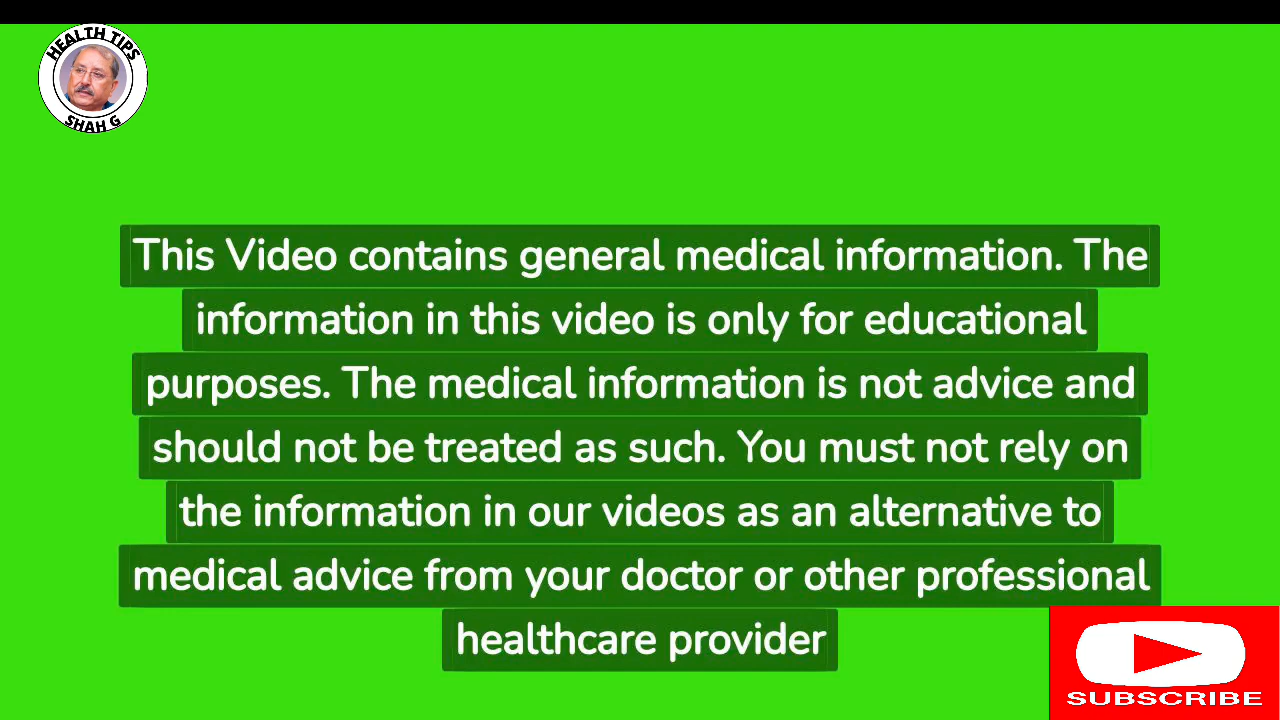 HEALTH TIPS
SHAH G
This Video contains general medical information. The
information in this video is only for educational
purposes. The medical information is not advice and
should not be treated as such. You must not rely on
the information in our videos as an alternative to
medical advice from your doctor or other professional
healthcare provider
SUBSCRIBE